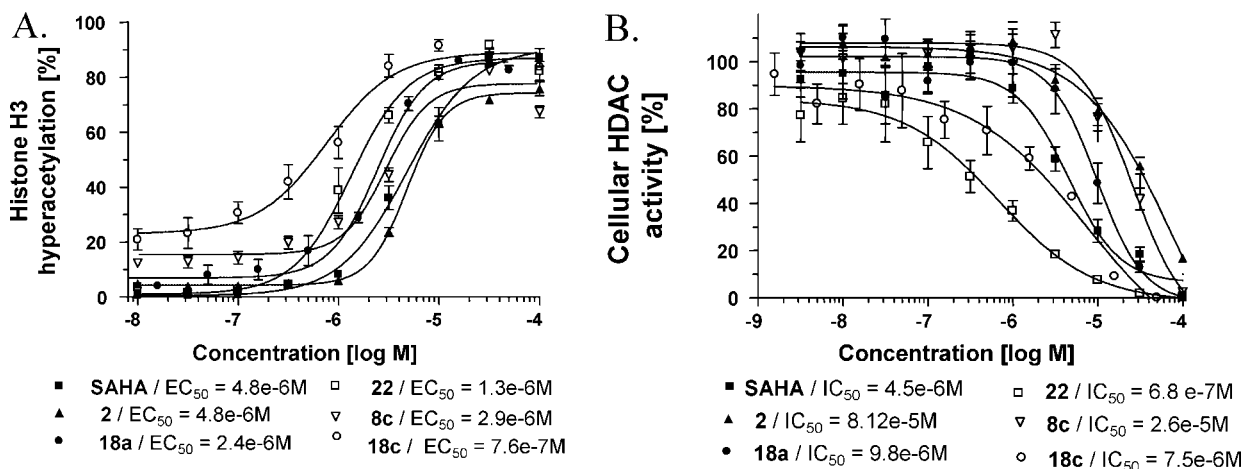 A.
Histone H3
hyperacetylation [%]
100
80
60
40
20
0
-8 -7 -6 -5 -4
Concentration [log M]
SAHA / EC50 = 4.8e-6M
2 / EC50 = 4.8e-6M
18a / EC50 = 2.4e-6M
22 / EC50 = 1.3e-6M
8c / EC50 = 2.9e-6M
18c / EC50 = 7.6e-7M
B.
Cellular HDAC
activity [%]
100
80
60
40
20
0
-9 -8 -7 -6 -5 -4
Concentration [log M]
SAHA / IC50 = 4.5e-6M
2 / IC50 = 8.12e-5M
18a / IC50 = 9.8e-6M
22 / IC50 = 6.8 e-7M
8c / IC50 = 2.6e-5M
18c / IC50 = 7.5e-6M